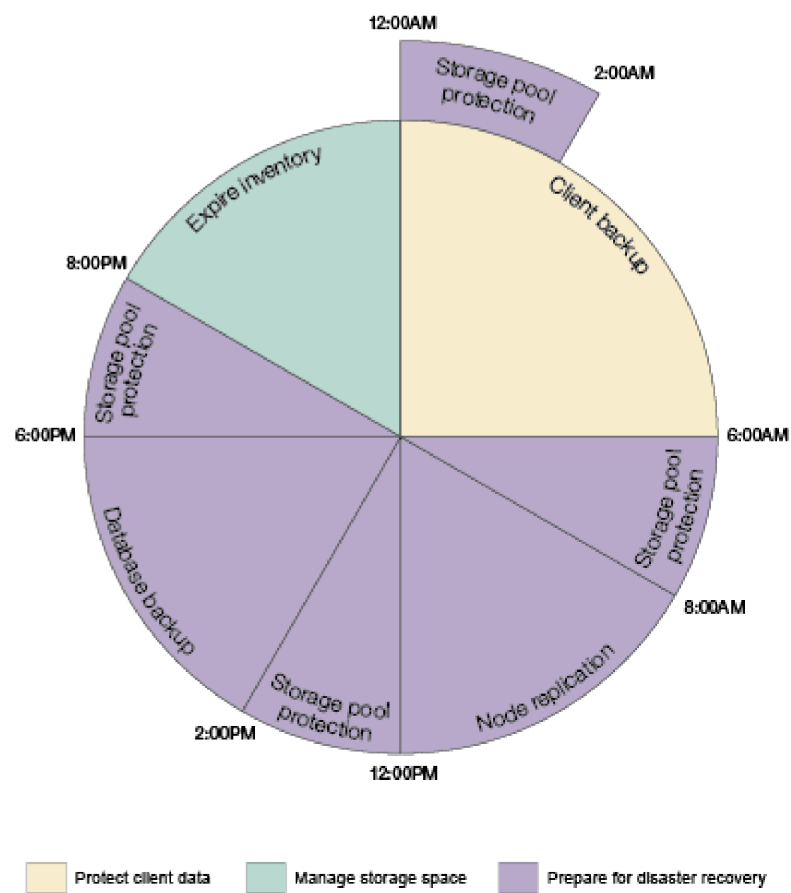 12:00AM
Storage pool
protection
2:00AM
Client backup
Expire inventory
8:00PM
Storage pool
protection
6:00PM
6:00AM
Storage pool
protection
8:00AM
Database backup
Node replication
Storage pool
protection
2:00PM
12:00PM
Protect client data
Manage storage space
Prepare for disaster recovery